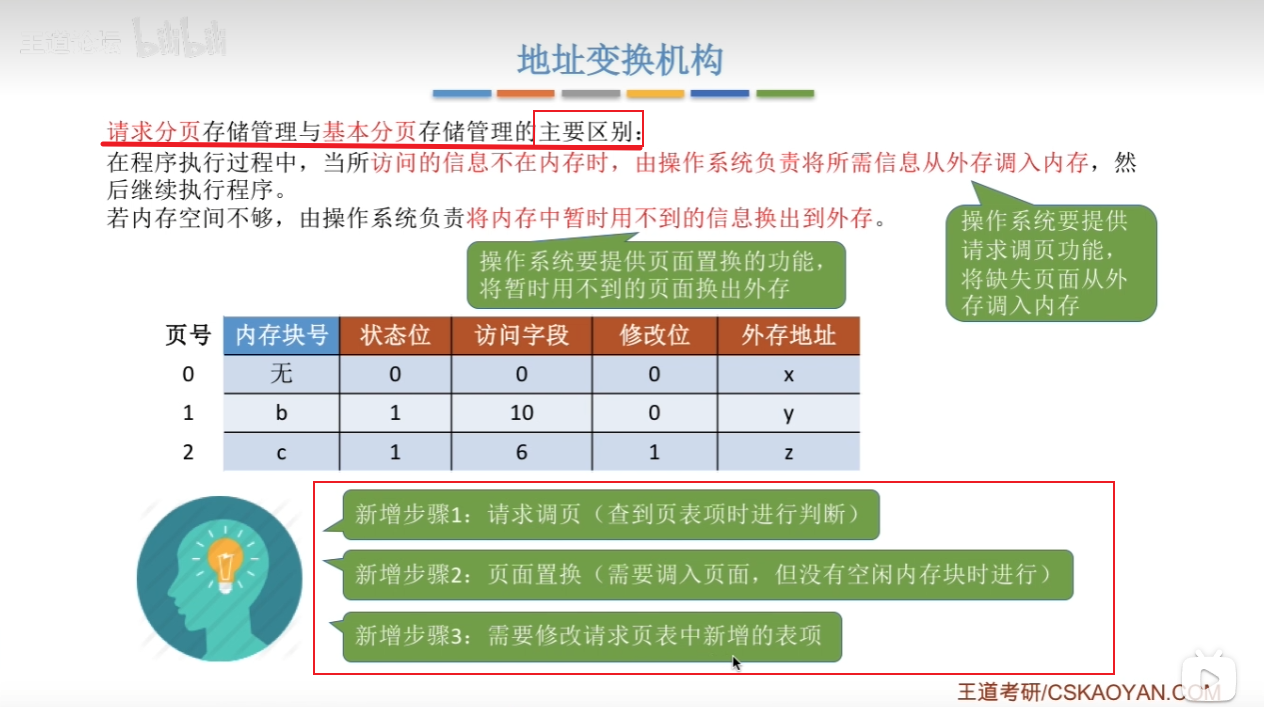 王道论坛 bilibili
地址变换机构
请求分页存储管理与基本分页存储管理的主要区别：
在程序执行过程中，当所访问的信息不在内存时，由操作系统负责将所需信息从外存调入内存，然
后继续执行程序。
若内存空间不够，由操作系统负责将内存中暂时用不到的信息换出到外存。
操作系统要提供
请求调页功能，
将缺失页面从外
存调入内存
操作系统要提供页面置换的功能，
将暂时用不到的页面换出外存
页号 内存块号 状态位 访问字段 修改位 外存地址
0 无 0 0 0 x
1 b 1 10 0 y
2 c 1 6 1 z
新增步骤1：请求调页（查到页表项时进行判断）
新增步骤2：页面置换（需要调入页面，但没有空闲内存块时进行）
新增步骤3：需要修改请求页表中新增的表项
王道考研/CSKAOYAN.COM